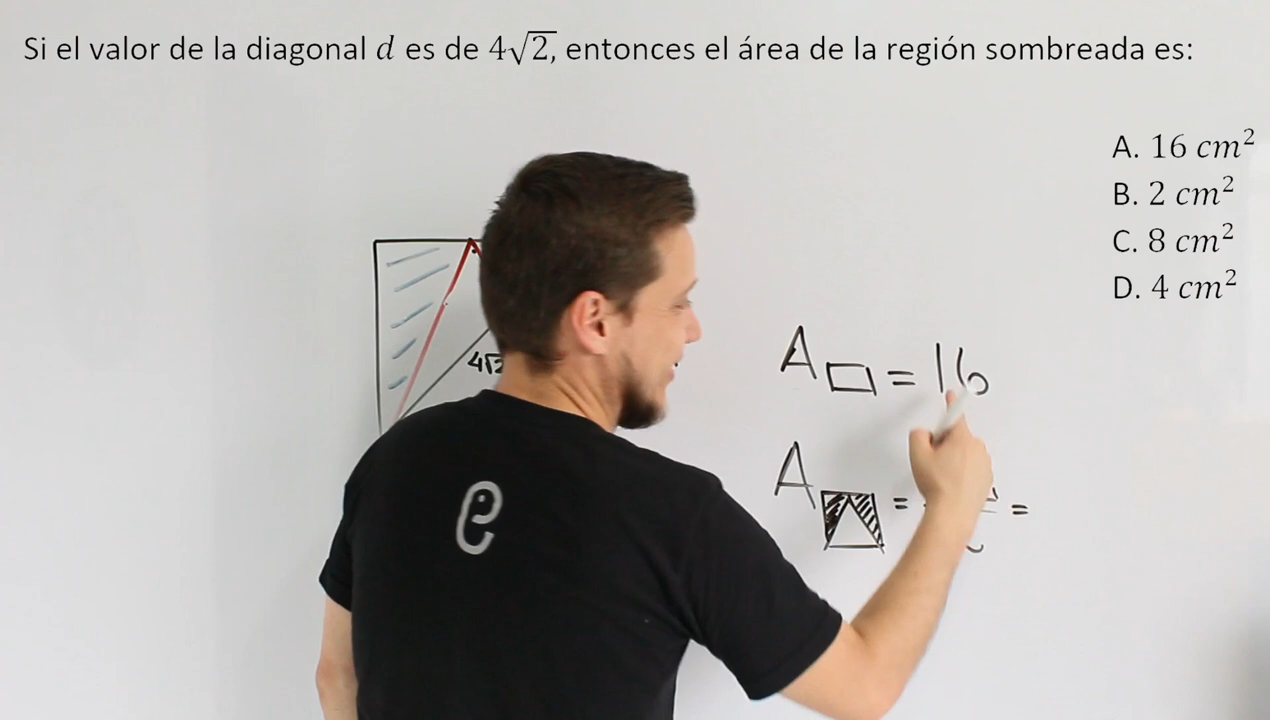 Si el valor de la diagonal d es de 4√2, entonces el área de la región sombreada es:
A. 16 cm²
B. 2 cm²
C. 8 cm²
D. 4 cm²
4√2
A▭ = 16
A = =